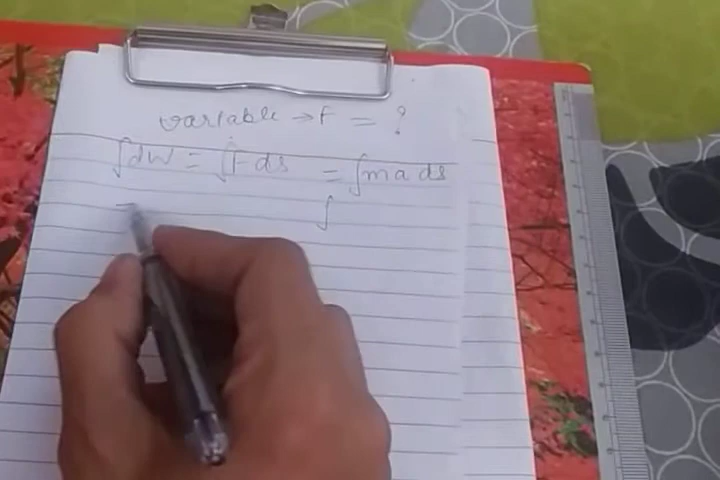 variable → F = ?
∫dW = ∫F ds = ∫ma ds
∫